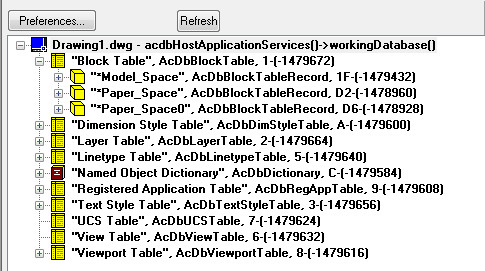 Preferences...
Refresh
Drawing1.dwg - acdbHostApplicationServices()->workingDatabase()
"Block Table", AcDbBlockTable, 1-(-1479672)
"*Model_Space", AcDbBlockTableRecord, 1F-(-1479432)
"*Paper_Space", AcDbBlockTableRecord, D2-(-1478960)
"*Paper_Space0", AcDbBlockTableRecord, D6-(-1478928)
"Dimension Style Table", AcDbDimStyleTable, A-(-1479600)
"Layer Table", AcDbLayerTable, 2-(-1479664)
"Linetype Table", AcDbLinetypeTable, 5-(-1479640)
"Named Object Dictionary", AcDbDictionary, C-(-1479584)
"Registered Application Table", AcDbRegAppTable, 9-(-1479608)
"Text Style Table", AcDbTextStyleTable, 3-(-1479656)
"UCS Table", AcDbUCSTable, 7-(-1479624)
"View Table", AcDbViewTable, 6-(-1479632)
"Viewport Table", AcDbViewportTable, 8-(-1479616)